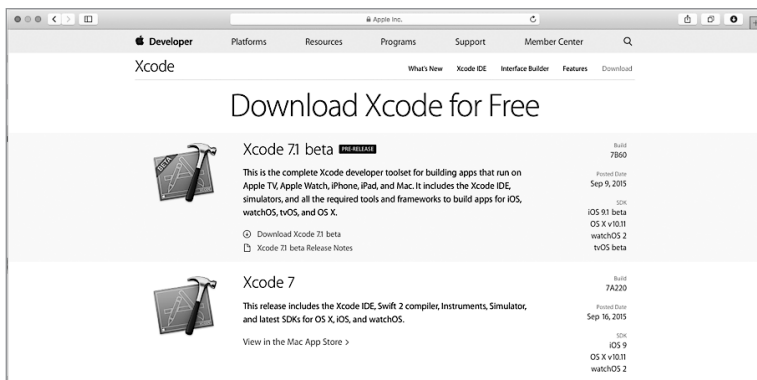 Apple Inc.
Developer Platforms Resources Programs Support Member Center
Xcode What's New Xcode IDE Interface Builder Features Download
Download Xcode for Free
Xcode 7.1 beta PRE-RELEASE
This is the complete Xcode developer toolset for building apps that run on
Apple TV, Apple Watch, iPhone, iPad, and Mac. It includes the Xcode IDE,
simulators, and all the required tools and frameworks to build apps for iOS,
watchOS, tvOS, and OS X.
Download Xcode 7.1 beta
Xcode 7.1 beta Release Notes
BETA
Build
7B60
Posted Date
Sep 9, 2015
SDK
iOS 9.1 beta
OS X v10.11
watchOS 2
tvOS beta
Xcode 7
This release includes the Xcode IDE, Swift 2 compiler, Instruments, Simulator,
and latest SDKs for OS X, iOS, and watchOS.
View in the Mac App Store >
Build
7A220
Posted Date
Sep 16, 2015
SDK
iOS 9
OS X v10.11
watchOS 2